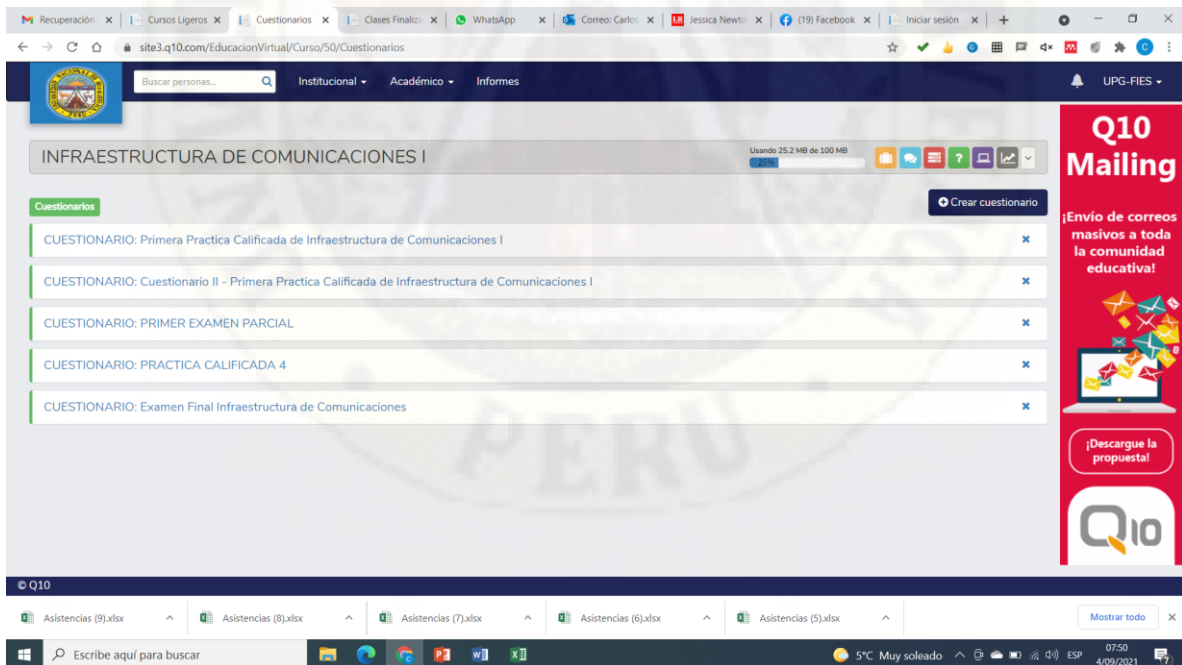 Recuperación
Cursos Ligeros
Cuestionarios
Clases Finaliz
WhatsApp
Correo: Carlos
LR Jessica Newto
(19) Facebook
Iniciar sesión
site3.q10.com/EducacionVirtual/Curso/50/Cuestionarios
Buscar personas...
Institucional
Académico
Informes
UPG-FIES
INFRAESTRUCTURA DE COMUNICACIONES I
Usando 25.2 MB de 100 MB
25%
Cuestionarios
Crear cuestionario
CUESTIONARIO: Primera Practica Calificada de Infraestructura de Comunicaciones I
CUESTIONARIO: Cuestionario II - Primera Practica Calificada de Infraestructura de Comunicaciones I
CUESTIONARIO: PRIMER EXAMEN PARCIAL
CUESTIONARIO: PRACTICA CALIFICADA 4
CUESTIONARIO: Examen Final Infraestructura de Comunicaciones
Q10
Mailing
¡Envío de correos
masivos a toda
la comunidad
educativa!
¡Descargue la
propuesta!
Q10
PERU
© Q10
Asistencias (9).xlsx
Asistencias (8).xlsx
Asistencias (7).xlsx
Asistencias (6).xlsx
Asistencias (5).xlsx
Mostrar todo
Escribe aquí para buscar
5°C Muy soleado
ESP
07:50
4/09/2021